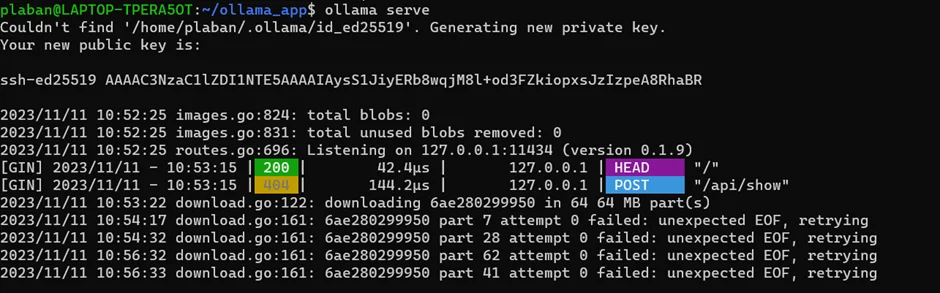 plaban@LAPTOP-TPERA5OT:~/ollama_app$ ollama serve
Couldn't find '/home/plaban/.ollama/id_ed25519'. Generating new private key.
Your new public key is:
ssh-ed25519 AAAAC3NzaC1lZDI1NTE5AAAAIAysS1JiyERb8wqjM8l+od3FZkiopxsJzIzpeA8RhaBR
2023/11/11 10:52:25 images.go:824: total blobs: 0
2023/11/11 10:52:25 images.go:831: total unused blobs removed: 0
2023/11/11 10:52:25 routes.go:696: Listening on 127.0.0.1:11434 (version 0.1.9)
[GIN] 2023/11/11 - 10:53:15 | 200 | 42.4µs | 127.0.0.1 | HEAD "/"
[GIN] 2023/11/11 - 10:53:15 | 404 | 144.2µs | 127.0.0.1 | POST "/api/show"
2023/11/11 10:53:22 download.go:122: downloading 6ae280299950 in 64 64 MB part(s)
2023/11/11 10:54:17 download.go:161: 6ae280299950 part 7 attempt 0 failed: unexpected EOF, retrying
2023/11/11 10:54:32 download.go:161: 6ae280299950 part 28 attempt 0 failed: unexpected EOF, retrying
2023/11/11 10:56:32 download.go:161: 6ae280299950 part 62 attempt 0 failed: unexpected EOF, retrying
2023/11/11 10:56:33 download.go:161: 6ae280299950 part 41 attempt 0 failed: unexpected EOF, retrying